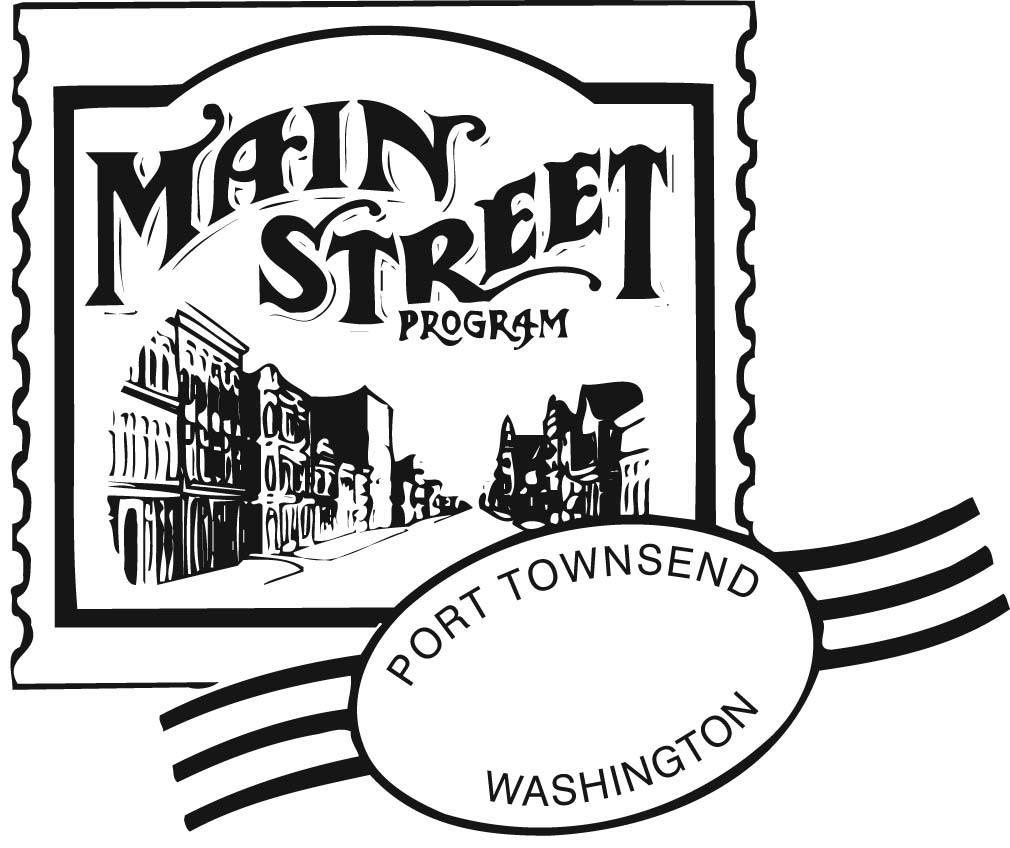 MAIN
STREET
PROGRAM
PORT TOWNSEND
WASHINGTON